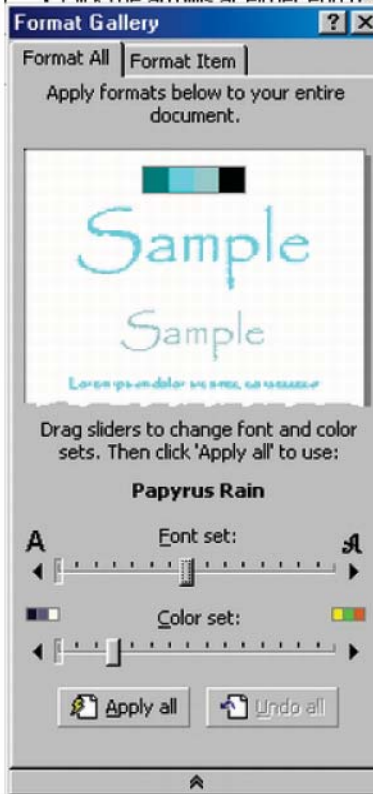 Format Gallery
Format All Format Item
Apply formats below to your entire
document.
Sample
Sample
Drag sliders to change font and color
sets. Then click 'Apply all' to use:
Papyrus Rain
A Font set: A
Color set:
Apply all Undo all